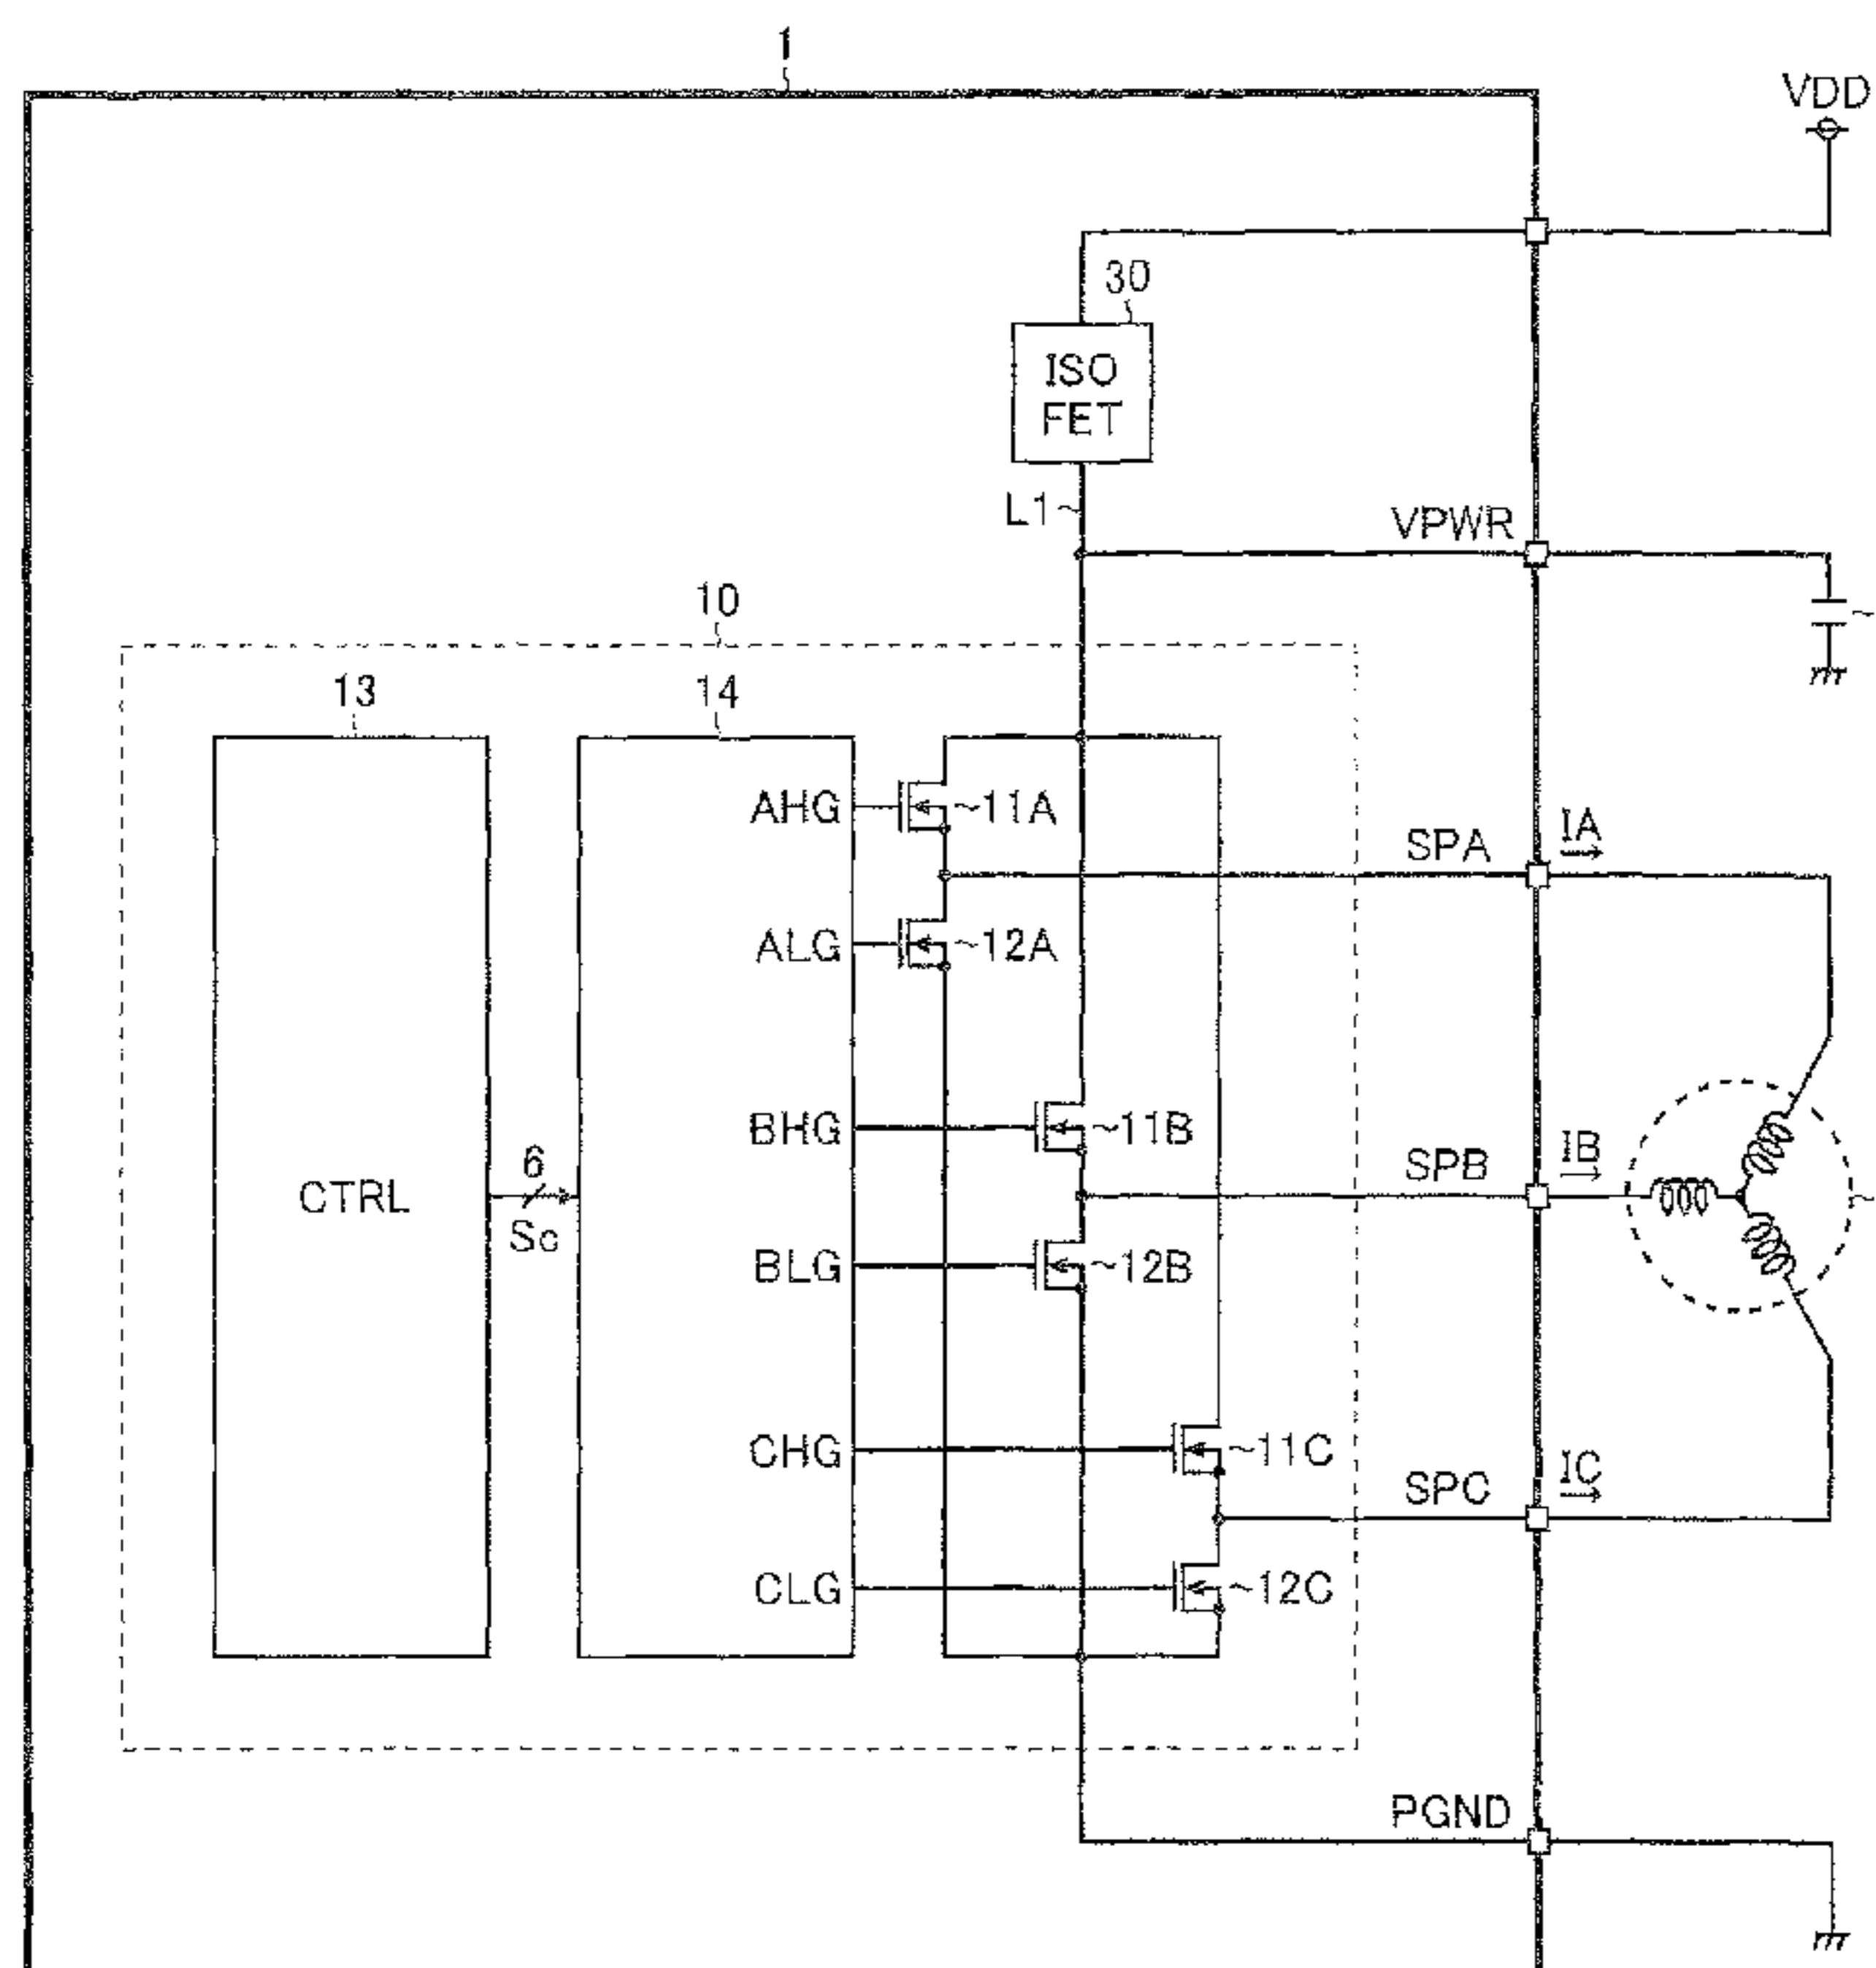 1
VDD
30
ISO
FET
L1
VPWR
10
13
14
AHG
11A
SPA
IA
ALG
12A
BHG
11B
CTRL
6
Sc
SPB
IB
BLG
12B
CHG
11C
SPC
IC
CLG
12C
PGND